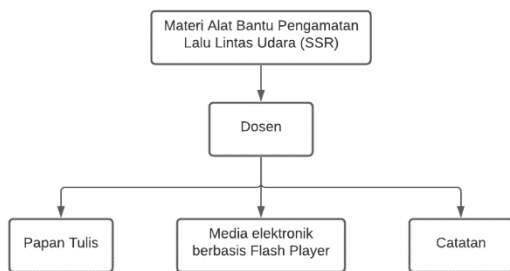 Materi Alat Bantu Pengamatan
Lalu Lintas Udara (SSR)
Dosen
Papan Tulis
Media elektronik
berbasis Flash Player
Catatan